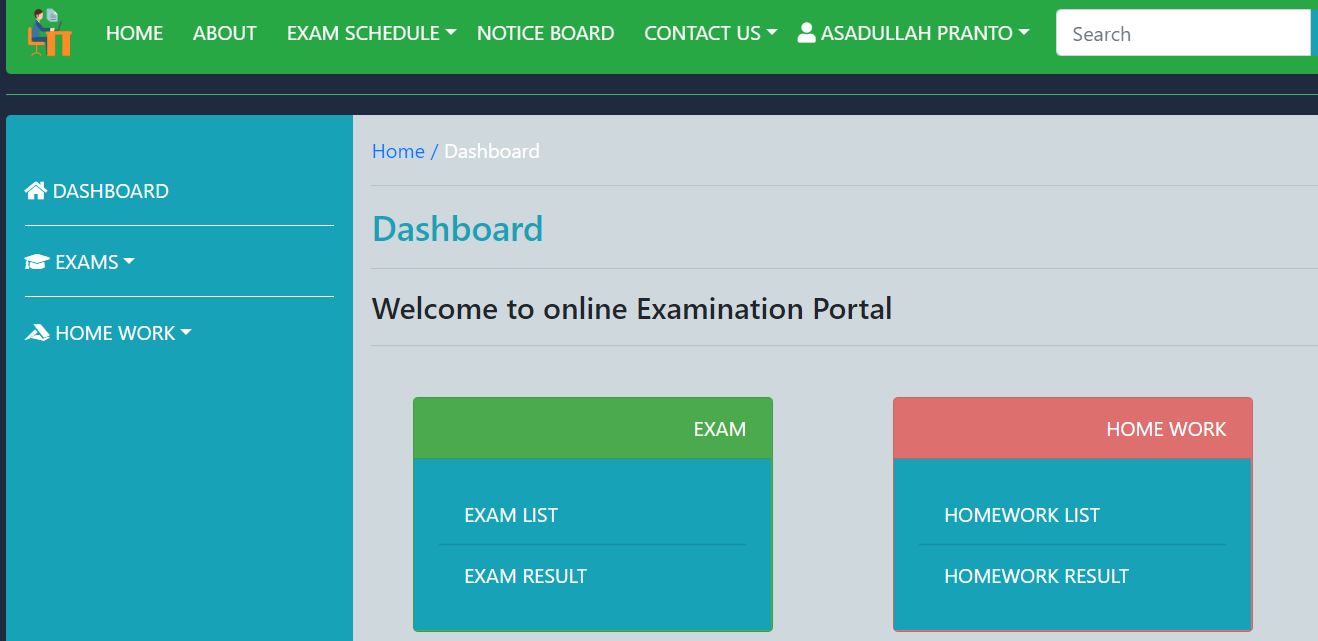 HOME ABOUT EXAM SCHEDULE NOTICE BOARD CONTACT US ASADULLAH PRANTO Search
DASHBOARD
EXAMS
HOME WORK
Home / Dashboard
Dashboard
Welcome to online Examination Portal
EXAM
EXAM LIST
EXAM RESULT
HOME WORK
HOMEWORK LIST
HOMEWORK RESULT